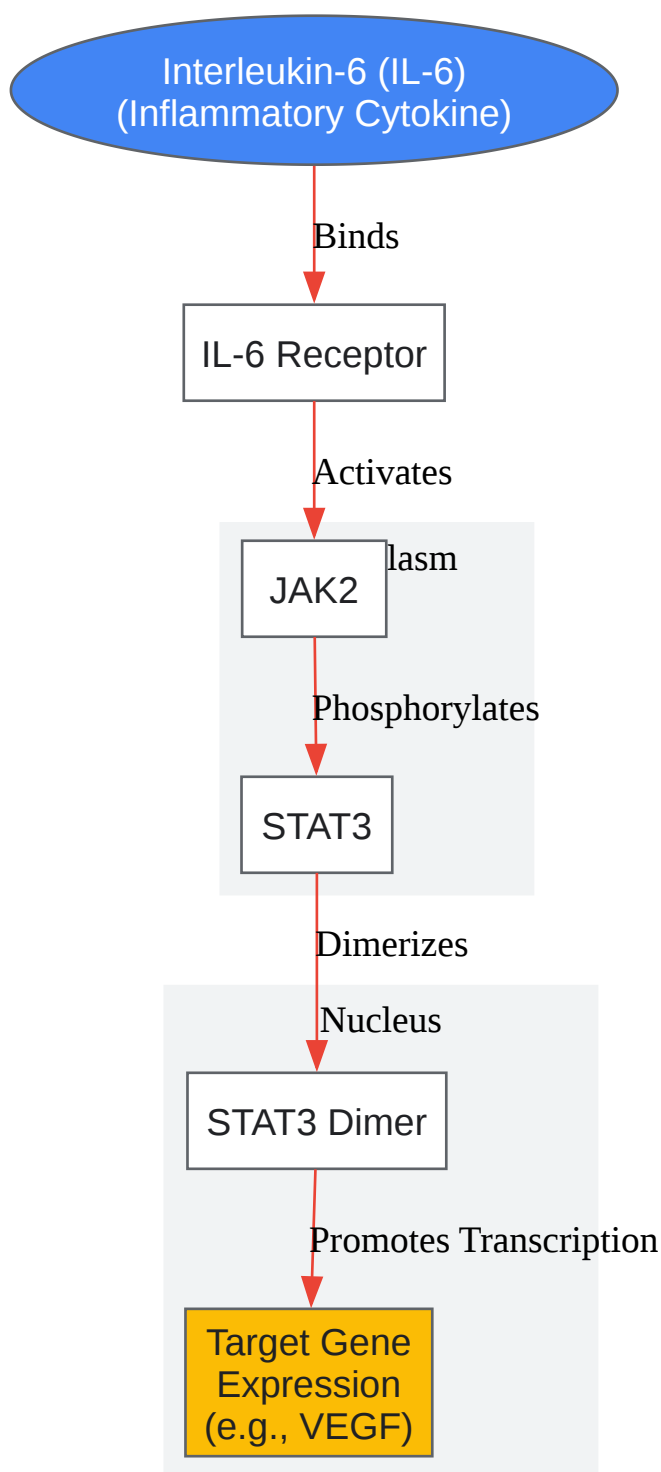 Interleukin-6 (IL-6)
(Inflammatory Cytokine)
Binds
IL-6 Receptor
Activates
JAK2
Phosphorylates
STAT3
Dimerizes
Nucleus
STAT3 Dimer
Promotes Transcription
Target Gene
Expression
(e.g., VEGF)